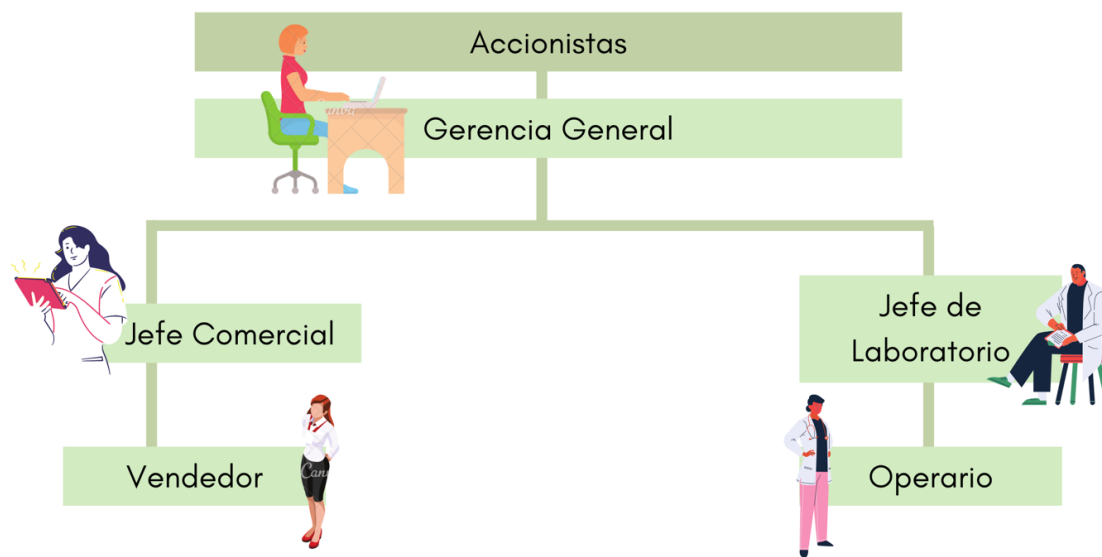 Accionistas
Gerencia General
Jefe Comercial
Jefe de
Laboratorio
Vendedor
Operario